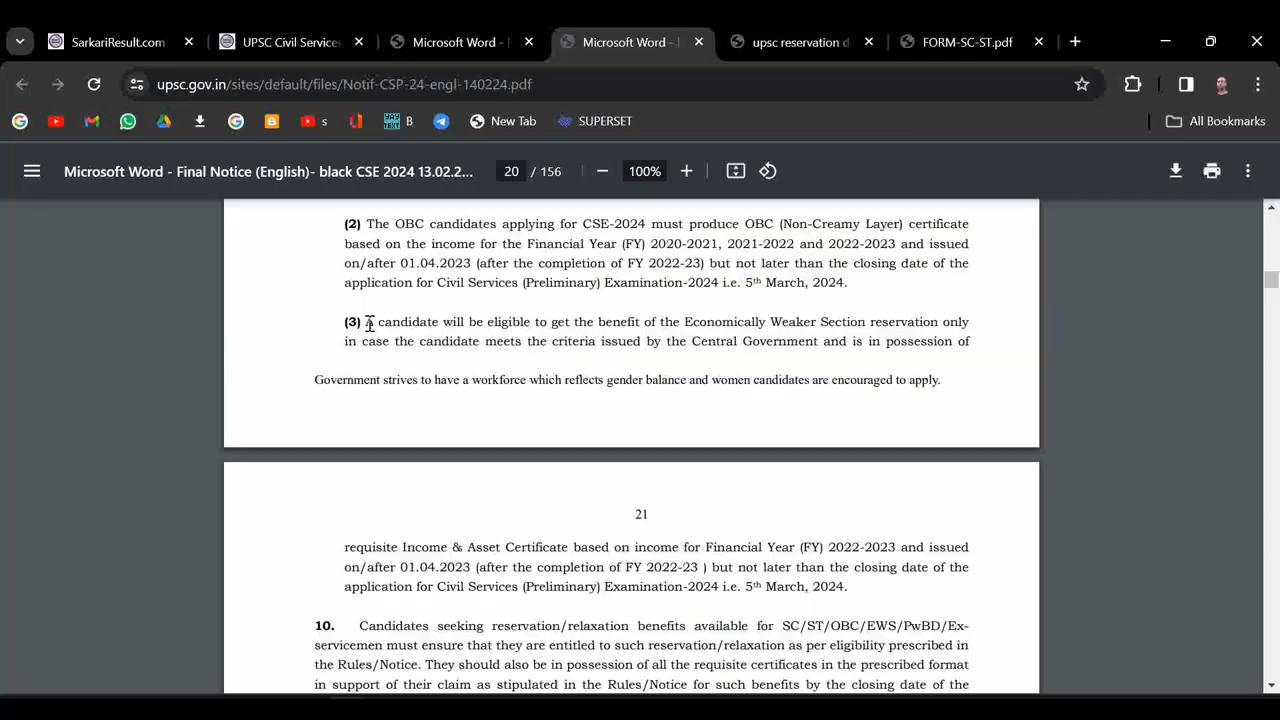 SarkariResult.com
UPSC Civil Services
Microsoft Word -
Microsoft Word -
upsc reservation d
FORM-SC-ST.pdf
upsc.gov.in/sites/default/files/Notif-CSP-24-engl-140224.pdf
s
B
New Tab
SUPERSET
All Bookmarks
Microsoft Word - Final Notice (English)- black CSE 2024 13.02.2...
20 / 156
100%
(2) The OBC candidates applying for CSE-2024 must produce OBC (Non-Creamy Layer) certificate
based on the income for the Financial Year (FY) 2020-2021, 2021-2022 and 2022-2023 and issued
on/after 01.04.2023 (after the completion of FY 2022-23) but not later than the closing date of the
application for Civil Services (Preliminary) Examination-2024 i.e. 5th March, 2024.
(3) A candidate will be eligible to get the benefit of the Economically Weaker Section reservation only
in case the candidate meets the criteria issued by the Central Government and is in possession of
Government strives to have a workforce which reflects gender balance and women candidates are encouraged to apply.
21
requisite Income & Asset Certificate based on income for Financial Year (FY) 2022-2023 and issued
on/after 01.04.2023 (after the completion of FY 2022-23 ) but not later than the closing date of the
application for Civil Services (Preliminary) Examination-2024 i.e. 5th March, 2024.
10. Candidates seeking reservation/relaxation benefits available for SC/ST/OBC/EWS/PwBD/Ex-
servicemen must ensure that they are entitled to such reservation/relaxation as per eligibility prescribed in
the Rules/Notice. They should also be in possession of all the requisite certificates in the prescribed format
in support of their claim as stipulated in the Rules/Notice for such benefits by the closing date of the